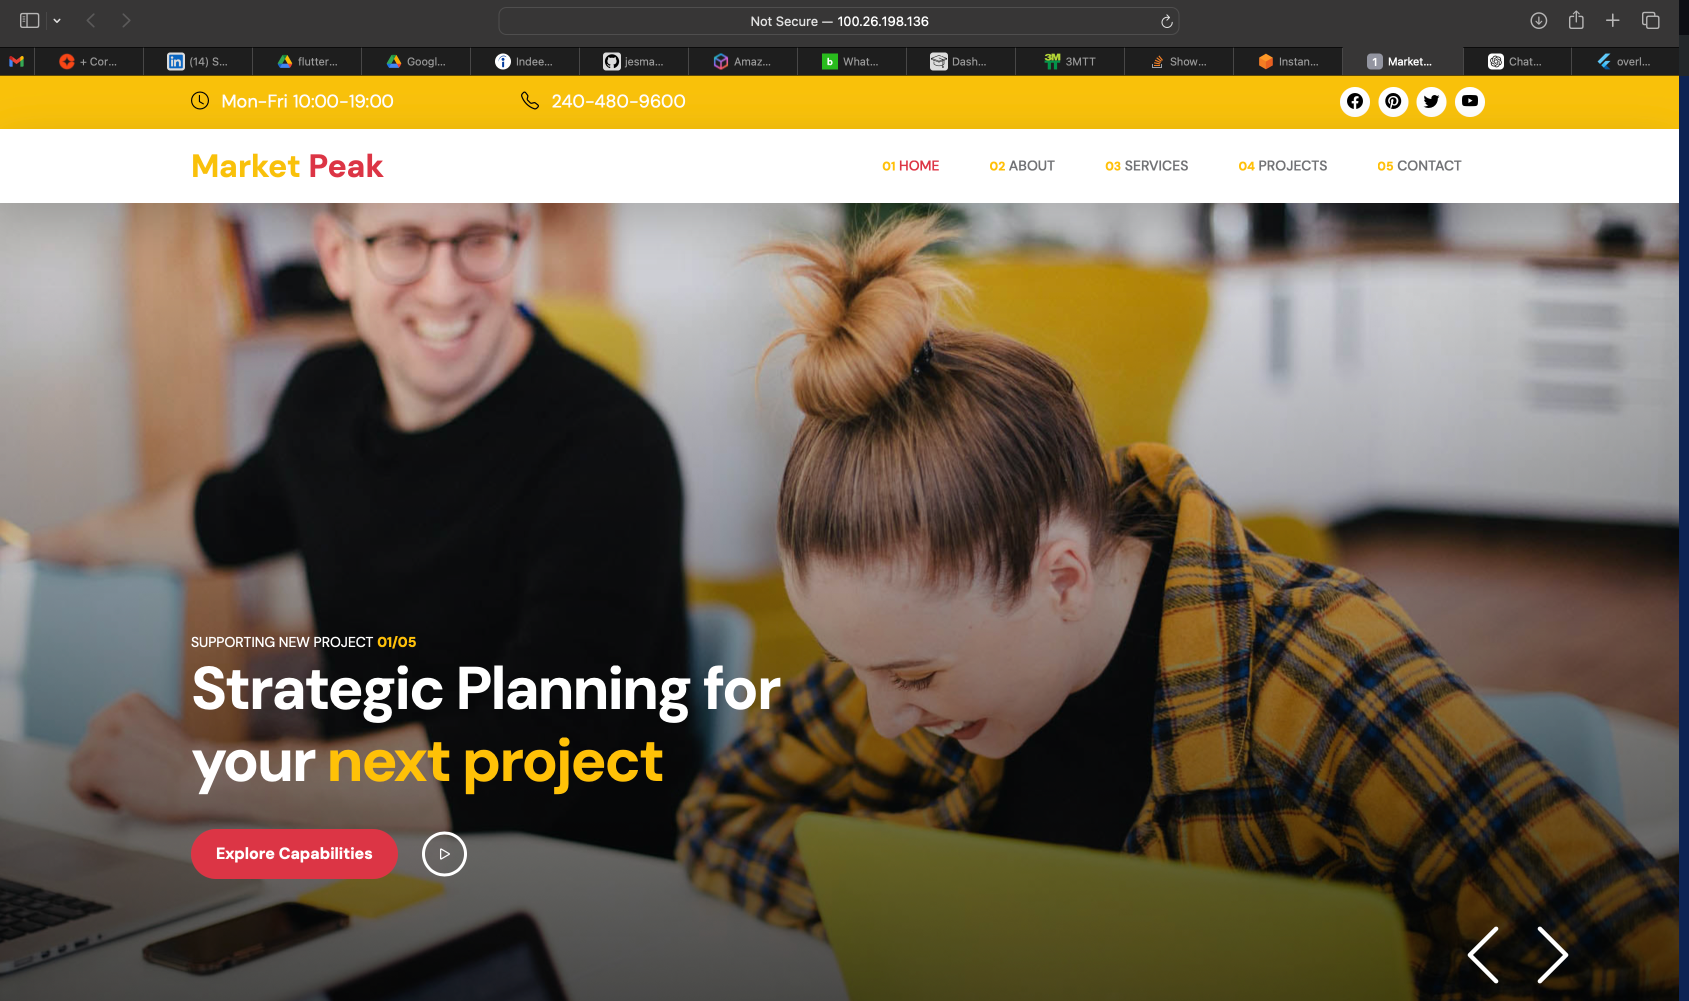 Not Secure — 100.26.198.136
+ Cor...
(14) S...
flutter...
Googl...
Indee...
jesma...
Amaz...
b What...
Dash...
3M 3MTT
Show...
Instan...
1 Market...
Chat...
overl...
Mon-Fri 10:00-19:00
240-480-9600
Market Peak
01 HOME
02 ABOUT
03 SERVICES
04 PROJECTS
05 CONTACT
SUPPORTING NEW PROJECT 01/05
Strategic Planning for
your next project
Explore Capabilities